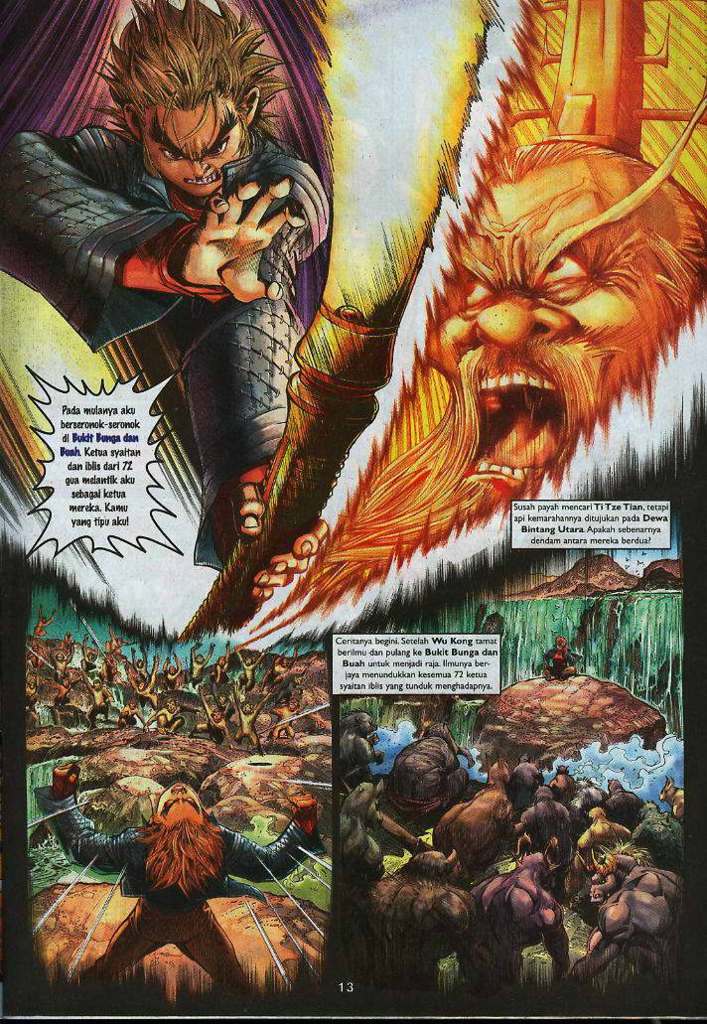 Pada mulanya aku
berseronok-seronok
di Bukit Bunga dan
Buah. Ketua syaitan
dan iblis dari 72
gua melantik aku
sebagai ketua
mereka. Kamu
yang tipu aku!
Susah payah mencari Ti Tze Tian, tetapi
api kemarahannya ditujukan pada Dewa
Bintang Utara. Apakah sebenarnya
dendam antara mereka berdua?
Ceritanya begini. Setelah Wu Kong tamat
berilmu dan pulang ke Bukit Bunga dan
Buah untuk menjadi raja. Ilmunya ber-
jaya menundukkan kesemua 72 ketua
syaitan iblis yang tunduk menghadapnya.
13